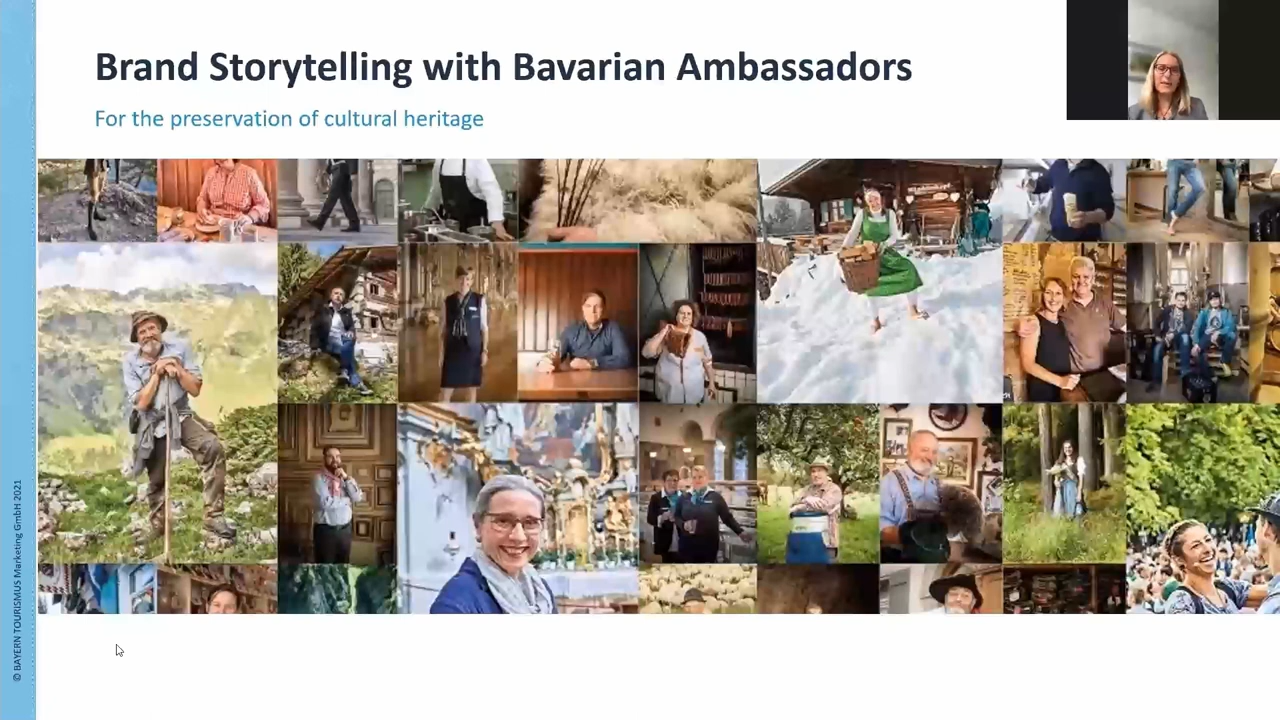 Brand Storytelling with Bavarian Ambassadors
For the preservation of cultural heritage
© BAYERN TOURISMUS Marketing GmbH 2021